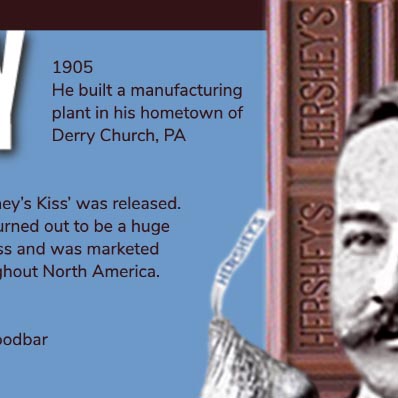 Y
1905
He built a manufacturing
plant in his hometown of
Derry Church, PA
ey's Kiss' was released.
urned out to be a huge
ss and was marketed
ghout North America.
oodbar
HERSHEY'S
HERSHEY'S
HERSHEY'S